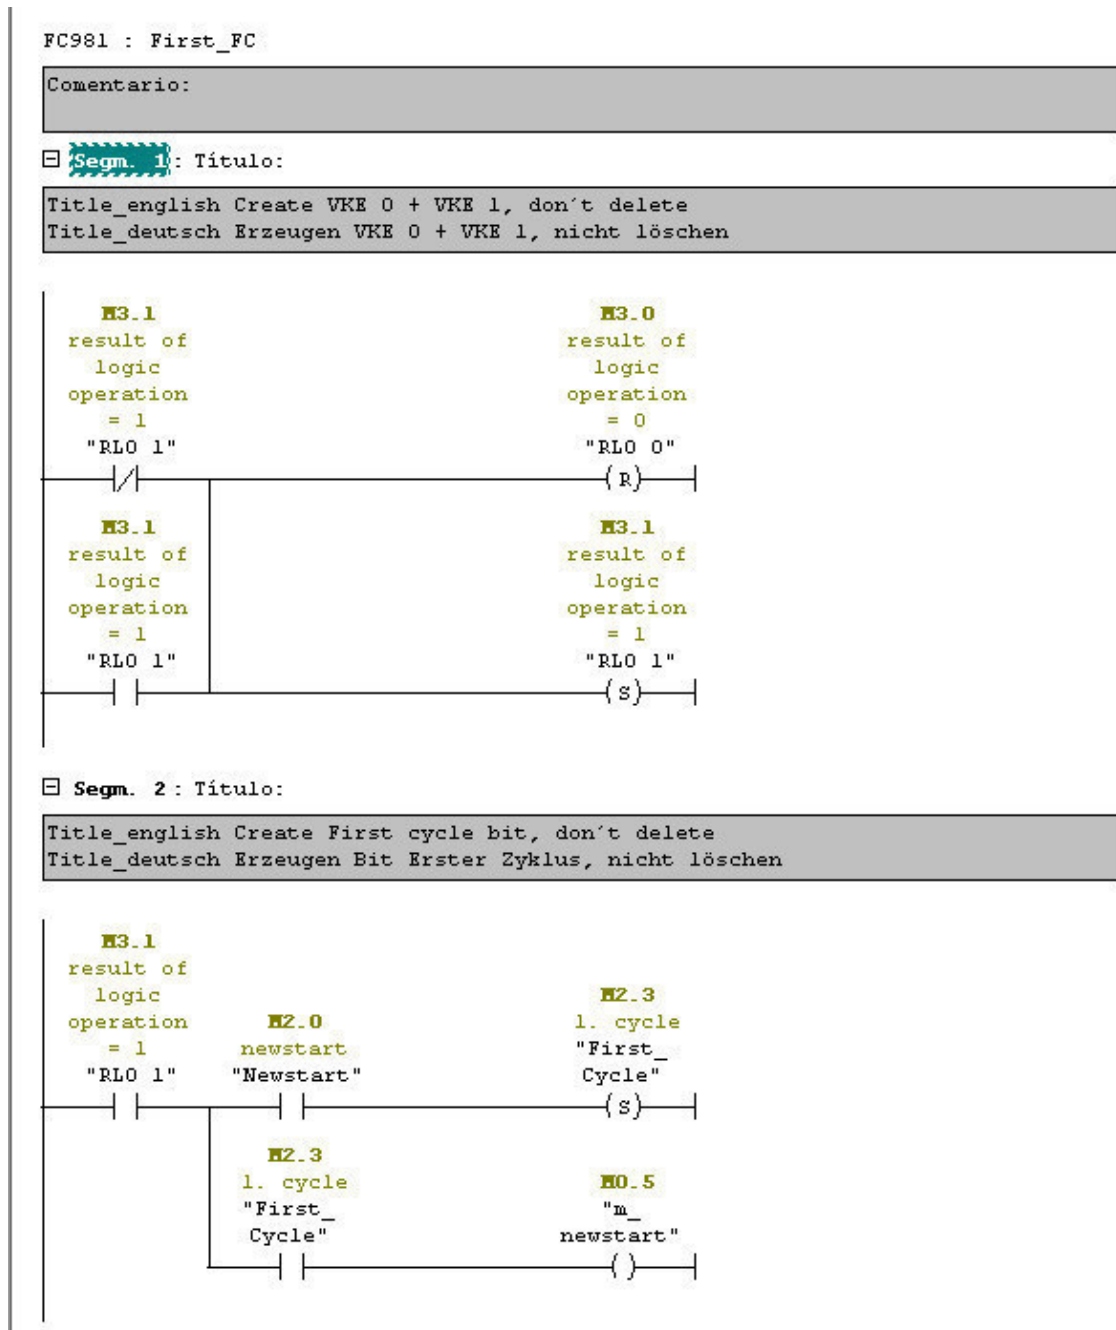 FC981 : First_FC
Comentario:
Segm. 1: Título:
Title_english Create VKE 0 + VKE 1, don´t delete
Title_deutsch Erzeugen VKE 0 + VKE 1, nicht löschen
M3.1
result of
logic
operation
= 1
"RLO 1"
M3.0
result of
logic
operation
= 0
"RLO 0"
R
M3.1
result of
logic
operation
= 1
"RLO 1"
M3.1
result of
logic
operation
= 1
"RLO 1"
S
Segm. 2 : Título:
Title_english Create First cycle bit, don´t delete
Title_deutsch Erzeugen Bit Erster Zyklus, nicht löschen
M3.1
result of
logic
operation
= 1
"RLO 1"
M2.0
newstart
"Newstart"
M2.3
1. cycle
"First_
Cycle"
S
M2.3
1. cycle
"First_
Cycle"
M0.5
"m_
newstart"